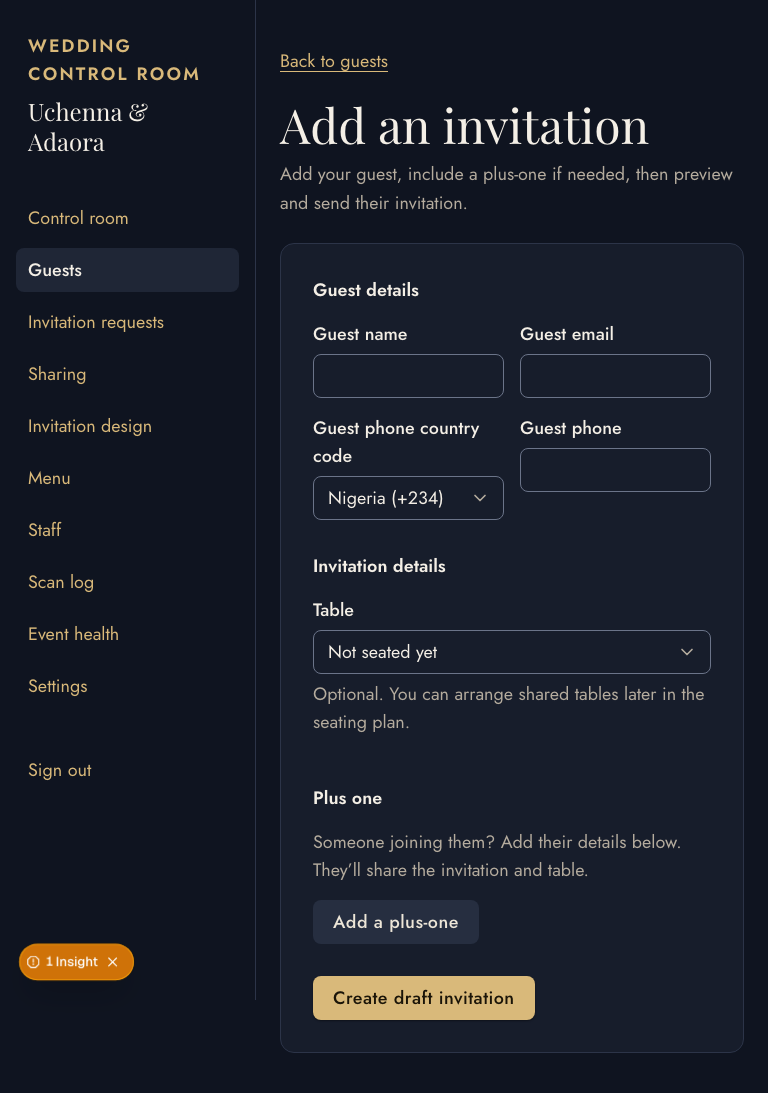 WEDDING
CONTROL ROOM
Uchenna &
Adaora
Control room
Guests
Invitation requests
Sharing
Invitation design
Menu
Staff
Scan log
Event health
Settings
Sign out
1 Insight
Back to guests
Add an invitation
Add your guest, include a plus-one if needed, then preview
and send their invitation.
Guest details
Guest name
Guest email
Guest phone country
code
Guest phone
Nigeria (+234)
Invitation details
Table
Not seated yet
Optional. You can arrange shared tables later in the
seating plan.
Plus one
Someone joining them? Add their details below.
They’ll share the invitation and table.
Add a plus-one
Create draft invitation